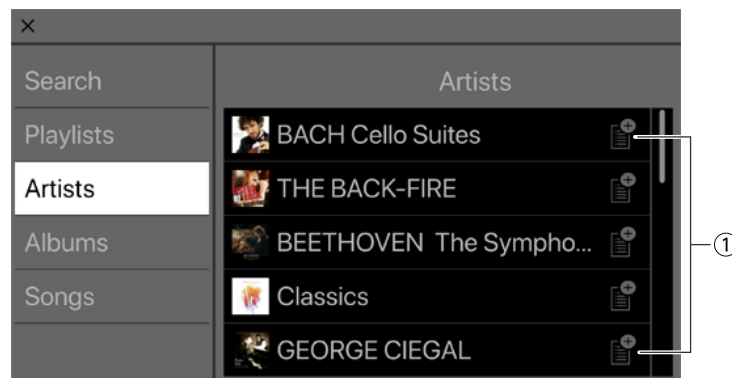 ×
Search
Playlists
Artists
Albums
Songs
Artists
BACH Cello Suites
THE BACK-FIRE
BEETHOVEN The Sympho...
Classics
GEORGE CIEGAL
①